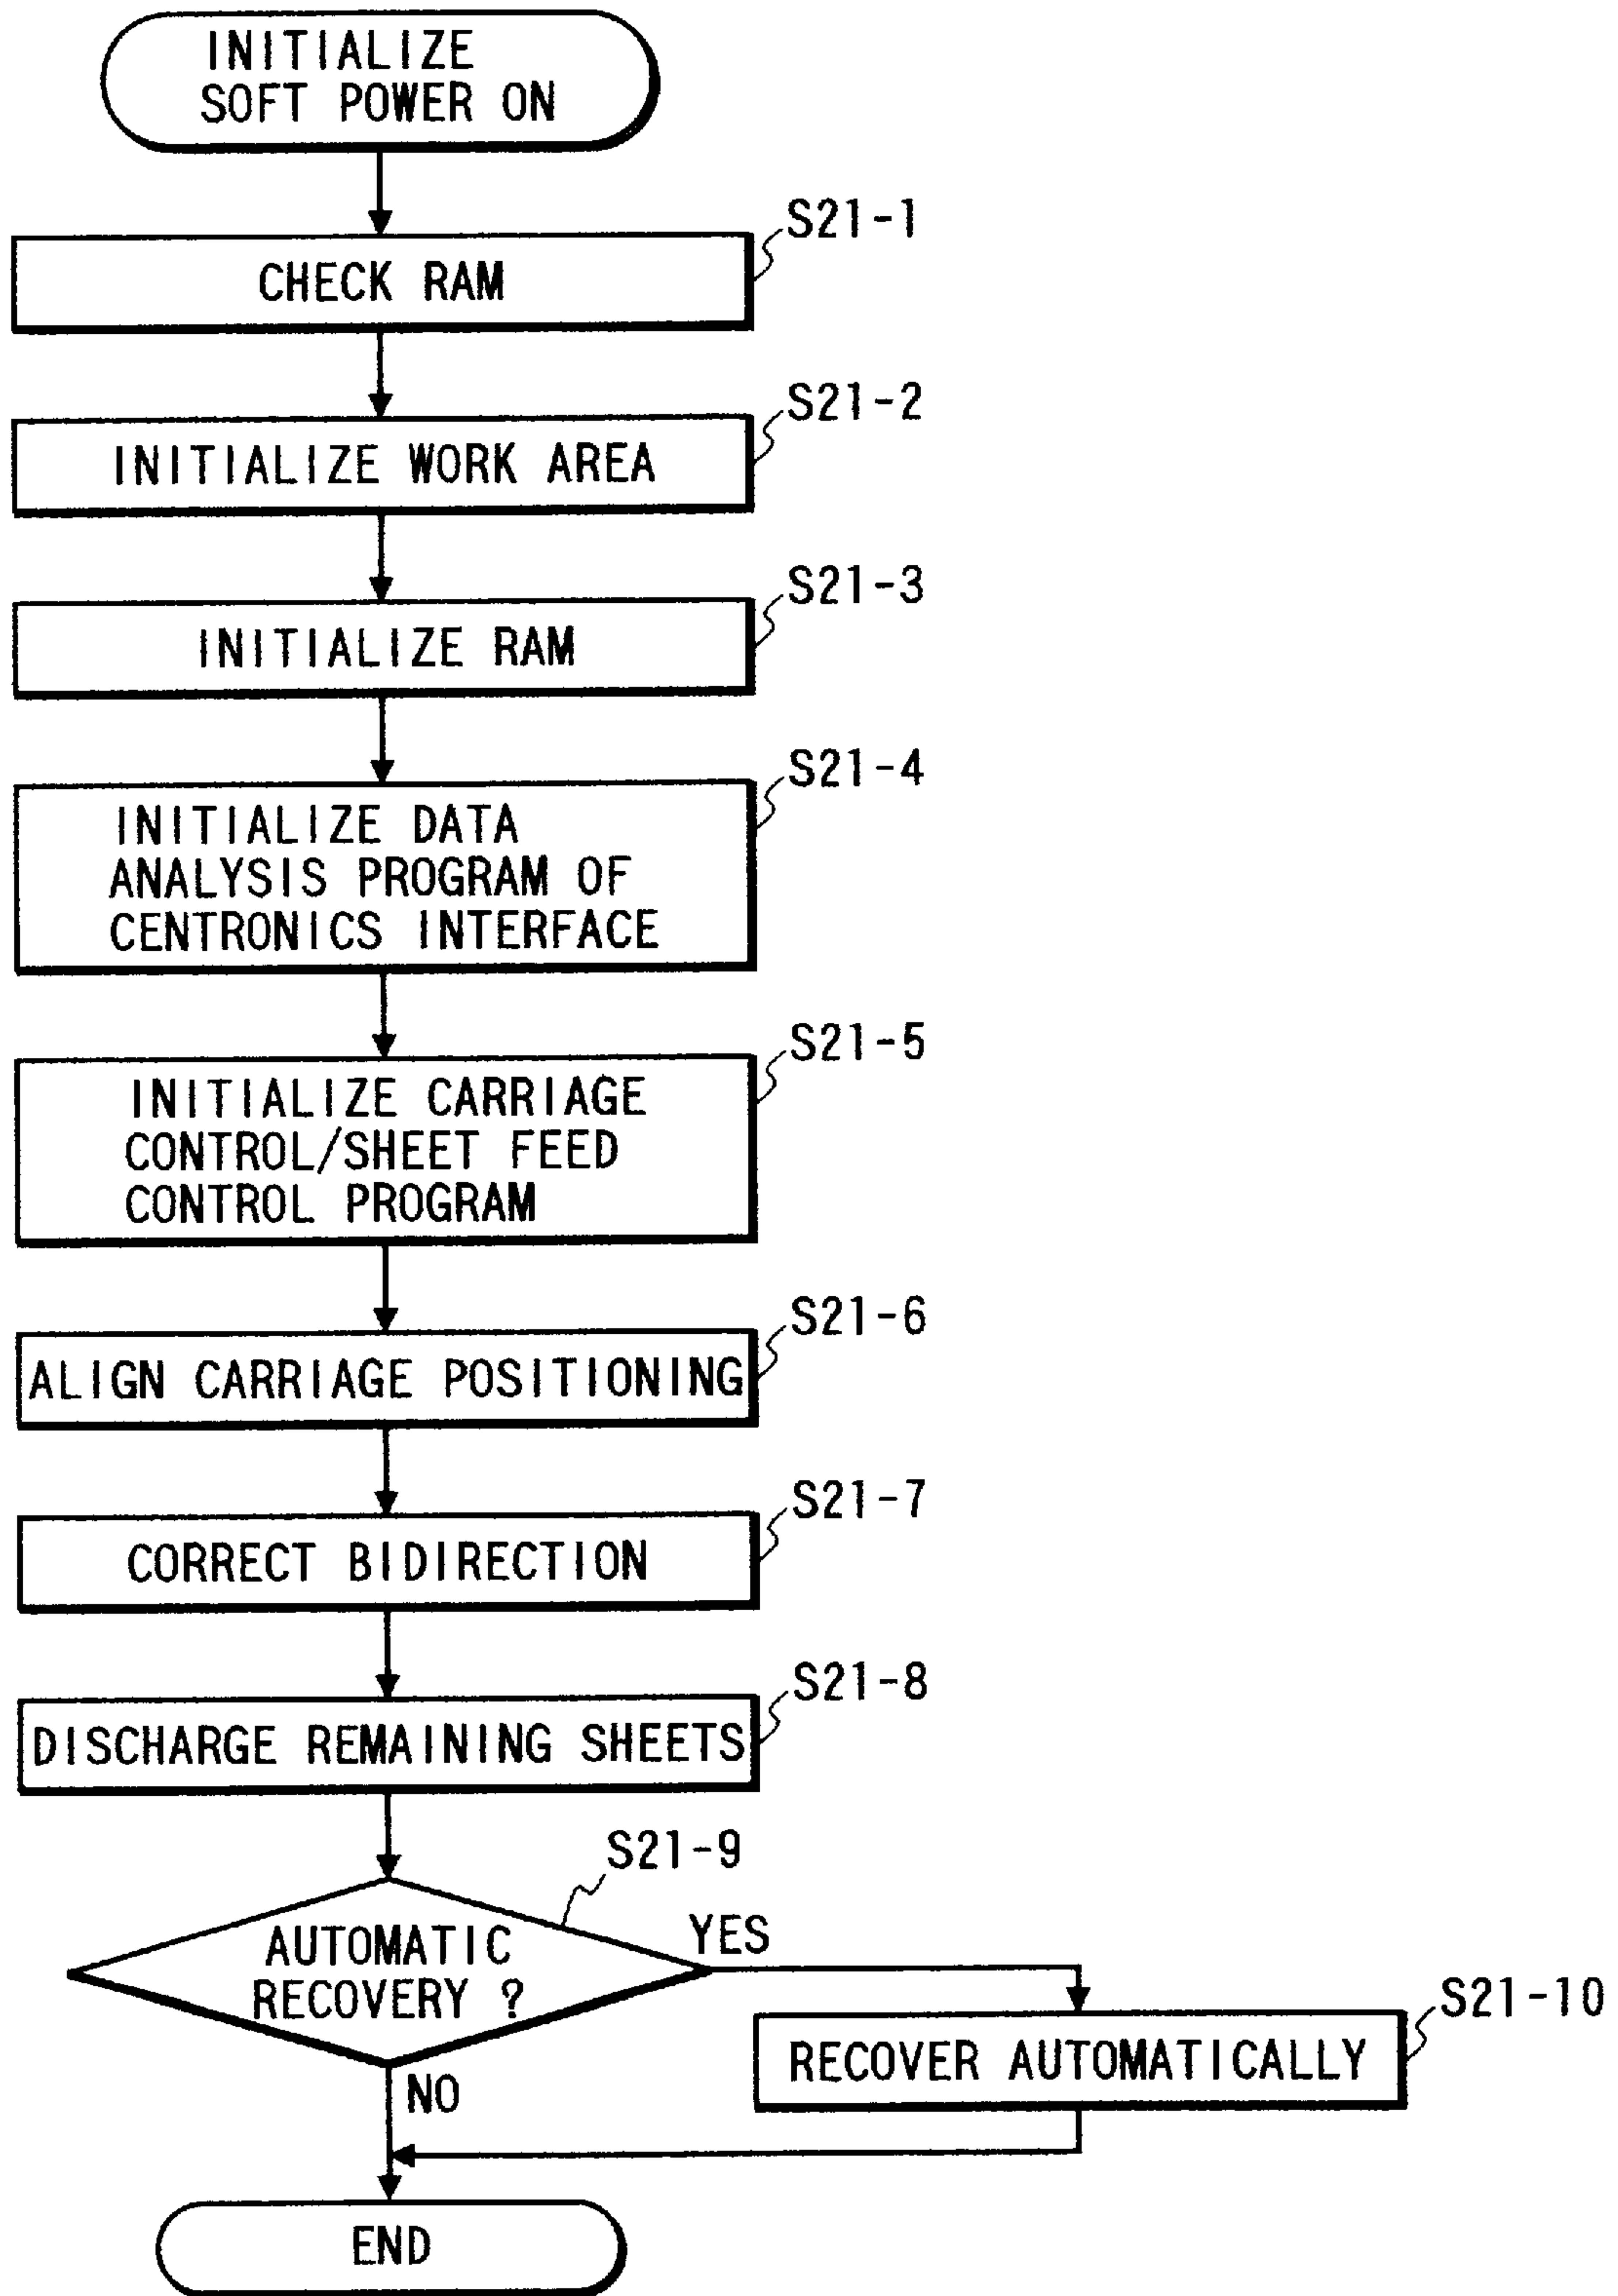 INITIALIZE
SOFT POWER ON
S21-1
CHECK RAM
S21-2
INITIALIZE WORK AREA
S21-3
INITIALIZE RAM
S21-4
INITIALIZE DATA
ANALYSIS PROGRAM OF
CENTRONICS INTERFACE
S21-5
INITIALIZE CARRIAGE
CONTROL/SHEET FEED
CONTROL PROGRAM
S21-6
ALIGN CARRIAGE POSITIONING
S21-7
CORRECT BIDIRECTION
S21-8
DISCHARGE REMAINING SHEETS
S21-9
AUTOMATIC
RECOVERY ?
YES
S21-10
RECOVER AUTOMATICALLY
NO
END